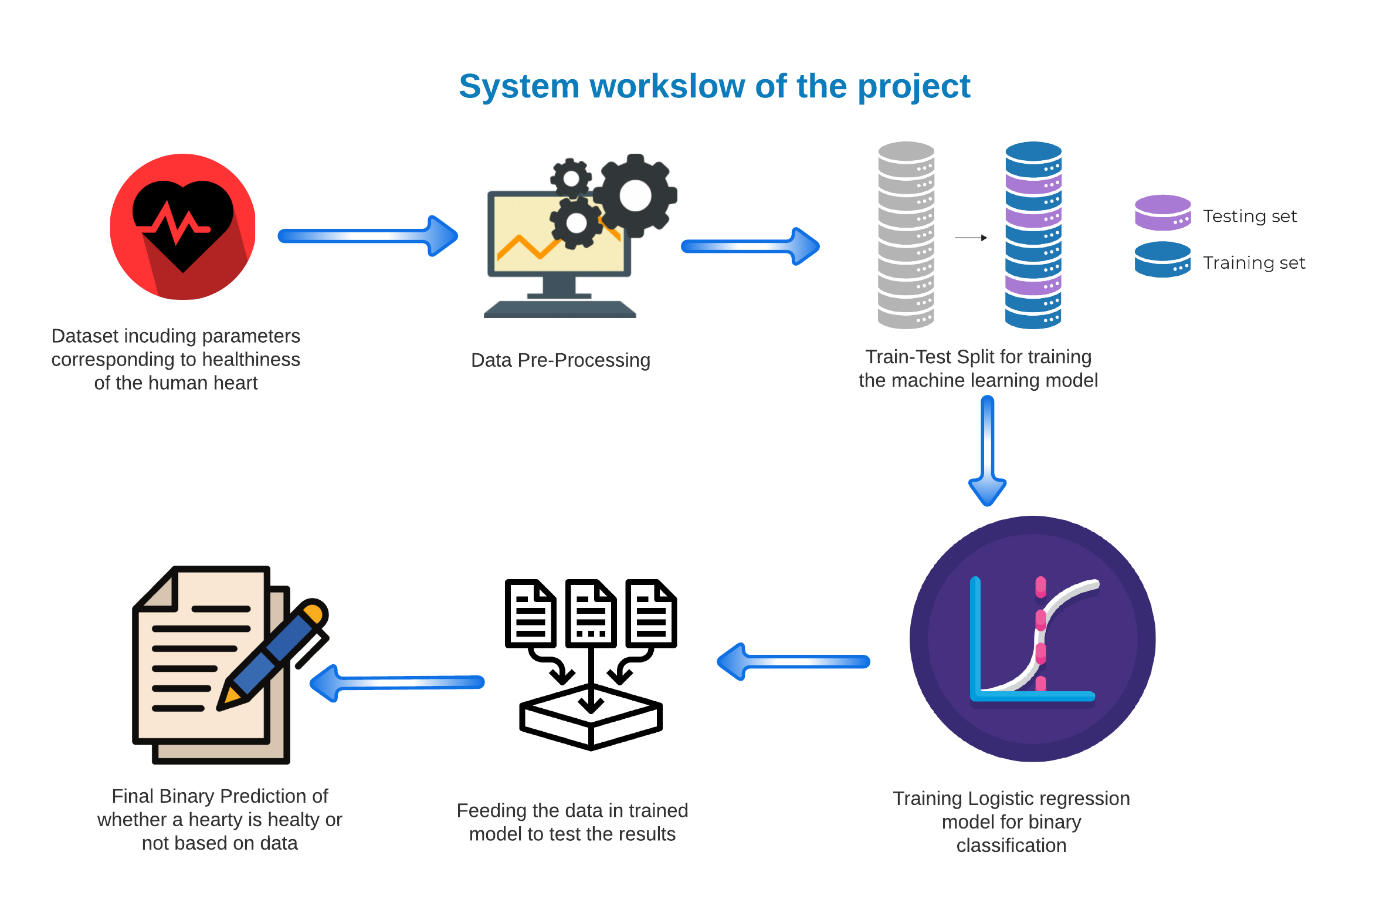 System workslow of the project
Testing set
Training set
Dataset incuding parameters
corresponding to healthiness
of the human heart
Data Pre-Processing
Train-Test Split for training
the machine learning model
Training Logistic regression
model for binary
classification
Feeding the data in trained
model to test the results
Final Binary Prediction of
whether a hearty is healty or
not based on data